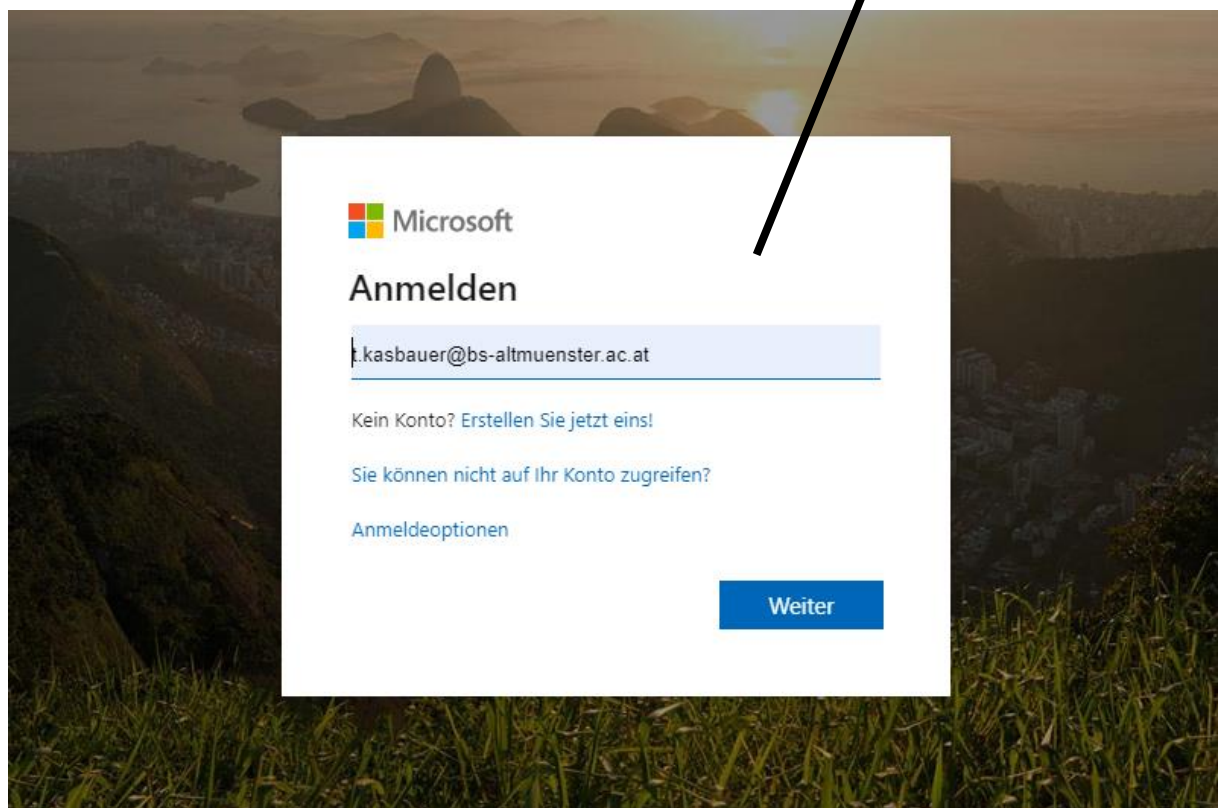 Microsoft
Anmelden
t.kasbauer@bs-altmuenster.ac.at
Kein Konto? Erstellen Sie jetzt eins!
Sie können nicht auf Ihr Konto zugreifen?
Anmeldeoptionen
Weiter